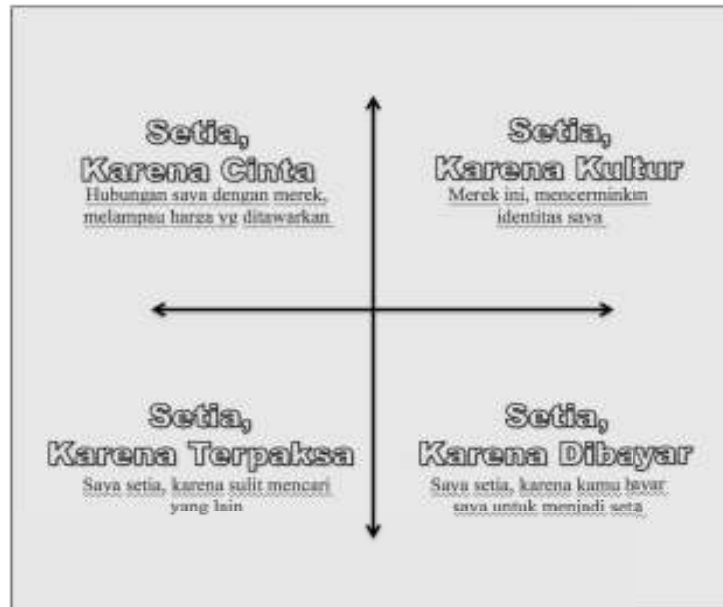 Setia,
Karena Cinta
Hubungan saya dengan merek,
melampau harga yg ditawarkan
Setia,
Karena Kultur
Merek ini, mencerminkan
identitas saya
Setia,
Karena Terpaksa
Saya setia, karena sulit mencari
yang lain
Setia,
Karena Dibayar
Saya setia, karena kamu bayar
saya untuk menjadi seta